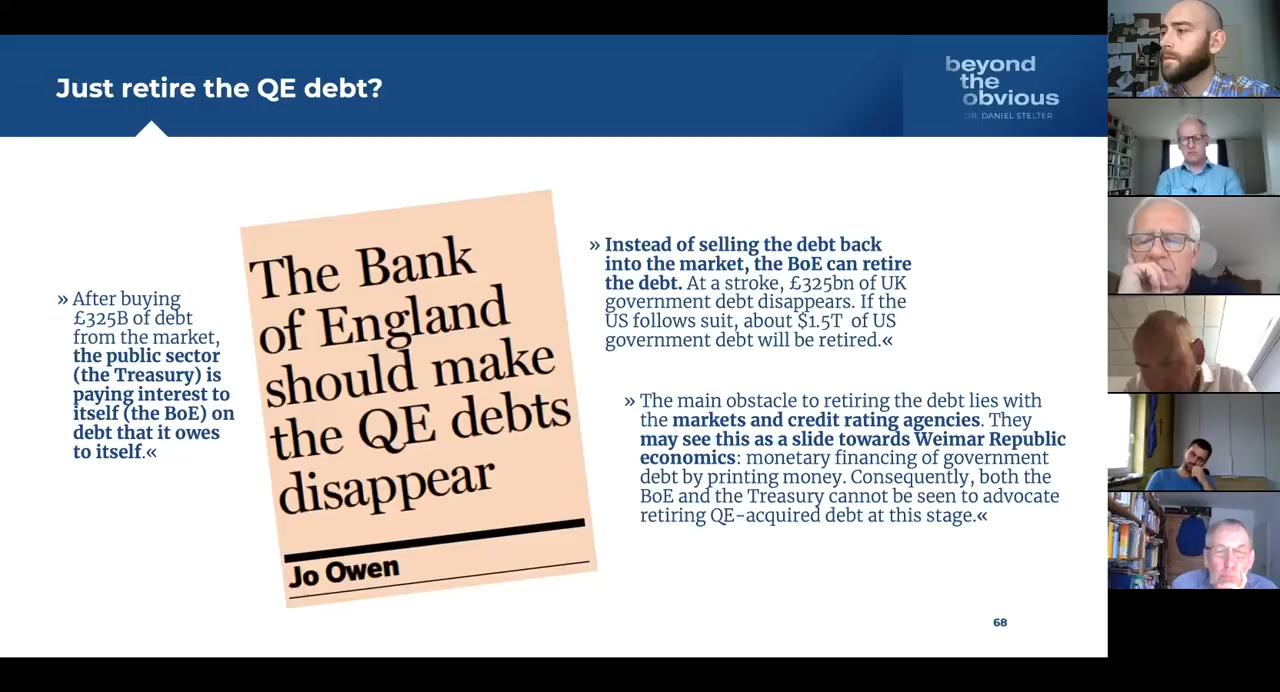 Just retire the QE debt?
beyond
the
obvious
DR. DANIEL STELTER
» After buying
£325B of debt
from the market,
the public sector
(the Treasury) is
paying interest to
itself (the BoE) on
debt that it owes
to itself.«
The Bank
of England
should make
the QE debts
disappear
Jo Owen
» Instead of selling the debt back
into the market, the BoE can retire
the debt. At a stroke, £325bn of UK
government debt disappears. If the
US follows suit, about $1.5T of US
government debt will be retired.«
» The main obstacle to retiring the debt lies with
the markets and credit rating agencies. They
may see this as a slide towards Weimar Republic
economics: monetary financing of government
debt by printing money. Consequently, both the
BoE and the Treasury cannot be seen to advocate
retiring QE-acquired debt at this stage.«
68